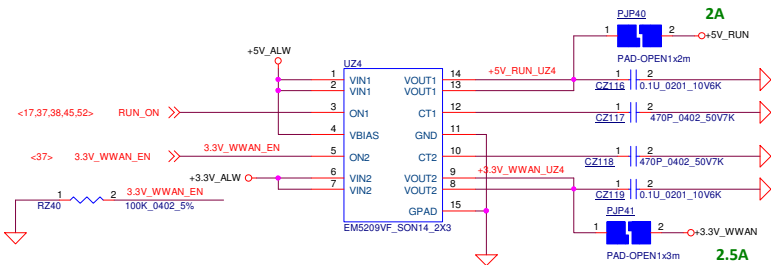 PJP40
2A
1 2
+5V_RUN
PAD-OPEN1x2m
+5V_ALW
UZ4
1 VIN1 VOUT1 14 +5V_RUN_UZ4
2 VIN1 VOUT1 13
1 2
CZ116 0.1U_0201_10V6K
<17,37,38,45,52> RUN_ON 3 ON1 CT1 12
1 2
CZ117 470P_0402_50V7K
4 VBIAS GND 11
<37> 3.3V_WWAN_EN 3.3V_WWAN_EN 5 ON2 CT2 10
1 2
CZ118 470P_0402_50V7K
+3.3V_ALW 6 VIN2 VOUT2 9 +3.3V_WWAN_UZ4
7 VIN2 VOUT2 8
1 2
CZ119 0.1U_0201_10V6K
1 2 3.3V_WWAN_EN
RZ40 100K_0402_5%
GPAD 15
EM5209VF_SON14_2X3
PJP41
1 2
+3.3V_WWAN
PAD-OPEN1x3m
2.5A